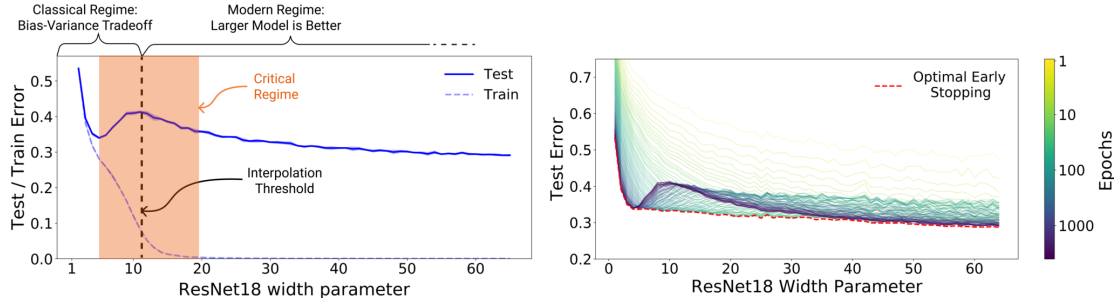 Classical Regime:
Bias-Variance Tradeoff
Modern Regime:
Larger Model is Better
Critical
Regime
Interpolation
Threshold
Test
Train
Test / Train Error
0.5
0.4
0.3
0.2
0.1
0.0
1
10
20
30
40
50
60
ResNet18 width parameter
Optimal Early
Stopping
Test Error
0.7
0.6
0.5
0.4
0.3
0.2
0
10
20
30
40
50
60
ResNet18 Width Parameter
1
10
100
1000
Epochs